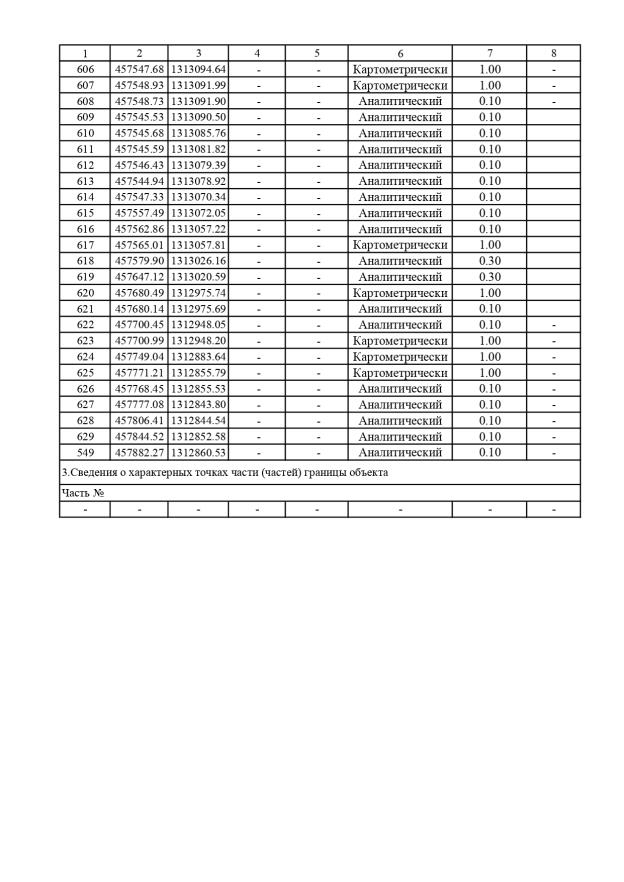 1 2 3 4 5 6 7 8
606 457547.68 1313094.64 - - Картометрически 1.00 -
607 457548.93 1313091.99 - - Картометрически 1.00 -
608 457548.73 1313091.90 - - Аналитический 0.10 -
609 457545.53 1313090.50 - - Аналитический 0.10
610 457545.68 1313085.76 - - Аналитический 0.10
611 457545.59 1313081.82 - - Аналитический 0.10
612 457546.43 1313079.39 - - Аналитический 0.10
613 457544.94 1313078.92 - - Аналитический 0.10
614 457547.33 1313070.34 - - Аналитический 0.10
615 457557.49 1313072.05 - - Аналитический 0.10
616 457562.86 1313057.22 - - Аналитический 0.10
617 457565.01 1313057.81 - - Картометрически 1.00
618 457579.90 1313026.16 - - Аналитический 0.30
619 457647.12 1313020.59 - - Аналитический 0.30
620 457680.49 1312975.74 - - Картометрически 1.00
621 457680.14 1312975.69 - - Аналитический 0.10
622 457700.45 1312948.05 - - Аналитический 0.10 -
623 457700.99 1312948.20 - - Картометрически 1.00 -
624 457749.04 1312883.64 - - Картометрически 1.00 -
625 457771.21 1312855.79 - - Картометрически 1.00 -
626 457768.45 1312855.53 - - Аналитический 0.10 -
627 457777.08 1312843.80 - - Аналитический 0.10 -
628 457806.41 1312844.54 - - Аналитический 0.10 -
629 457844.52 1312852.58 - - Аналитический 0.10 -
549 457882.27 1312860.53 - - Аналитический 0.10 -
3.Сведения о характерных точках части (частей) границы объекта
Часть №
- - - - - - - -